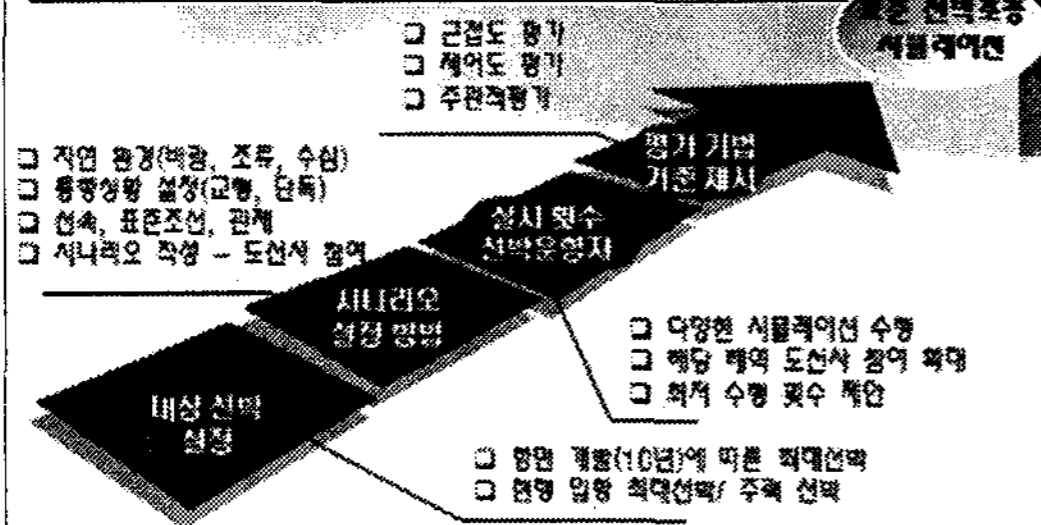 표준 선박조종
시뮬레이션
❑ 근접도 평가
❑ 제어도 평가
❑ 주관적평가
평가 기법
기준 제시
❑ 자연 환경(바람, 조류, 수심)
❑ 통항상황 설정(교행, 단독)
❑ 선속, 표준조선, 관제
❑ 시나리오 작성 – 도선사 참여
실시 횟수
선박운항자
시나리오
설정 방법
❑ 다양한 시뮬레이션 수행
❑ 해당 해역 도선사 참여 확대
❑ 최저 수행 횟수 제안
대상 선박
설정
❑ 항만 개발(10년)에 따른 최대선박
❑ 현행 입항 최대선박/ 주력 선박